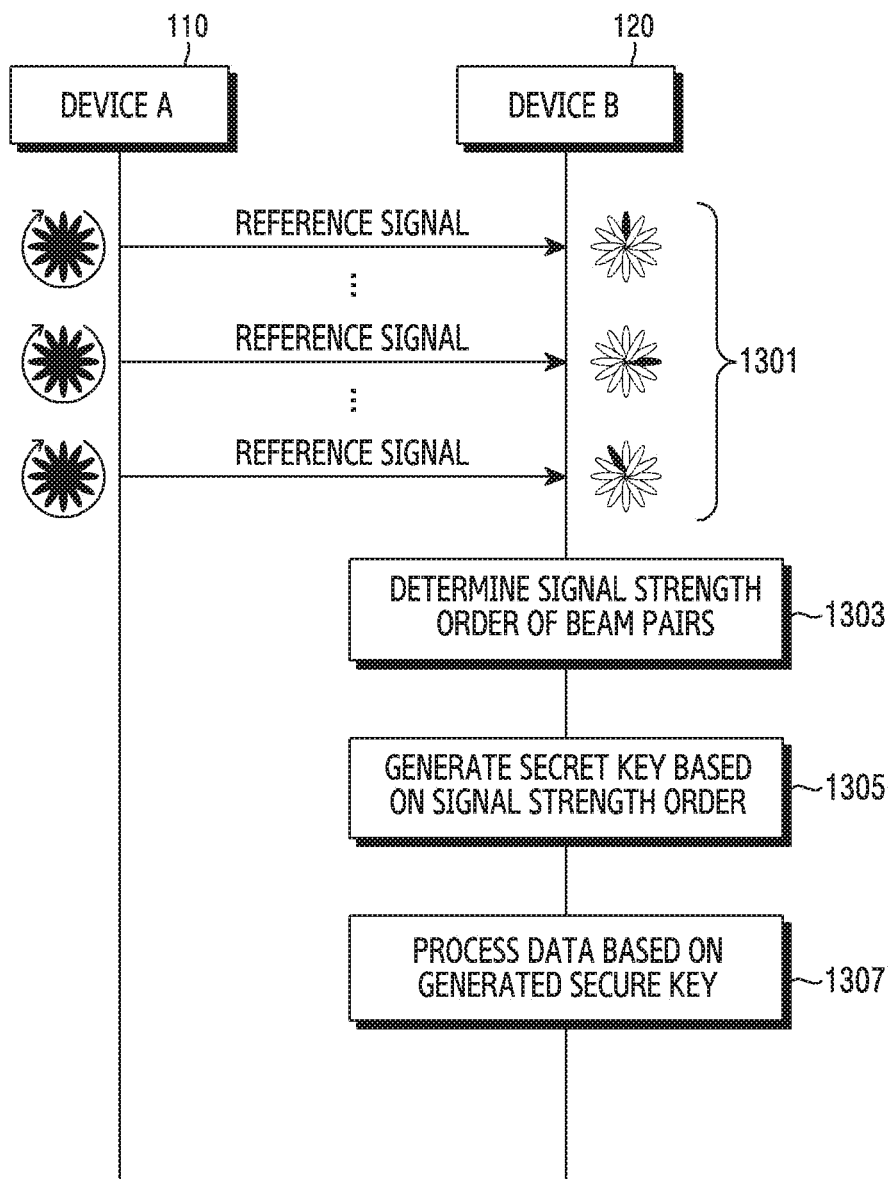 110
120
DEVICE A
DEVICE B
REFERENCE SIGNAL
...
REFERENCE SIGNAL
1301
...
REFERENCE SIGNAL
DETERMINE SIGNAL STRENGTH
ORDER OF BEAM PAIRS
1303
GENERATE SECRET KEY BASED
ON SIGNAL STRENGTH ORDER
1305
PROCESS DATA BASED ON
GENERATED SECURE KEY
1307